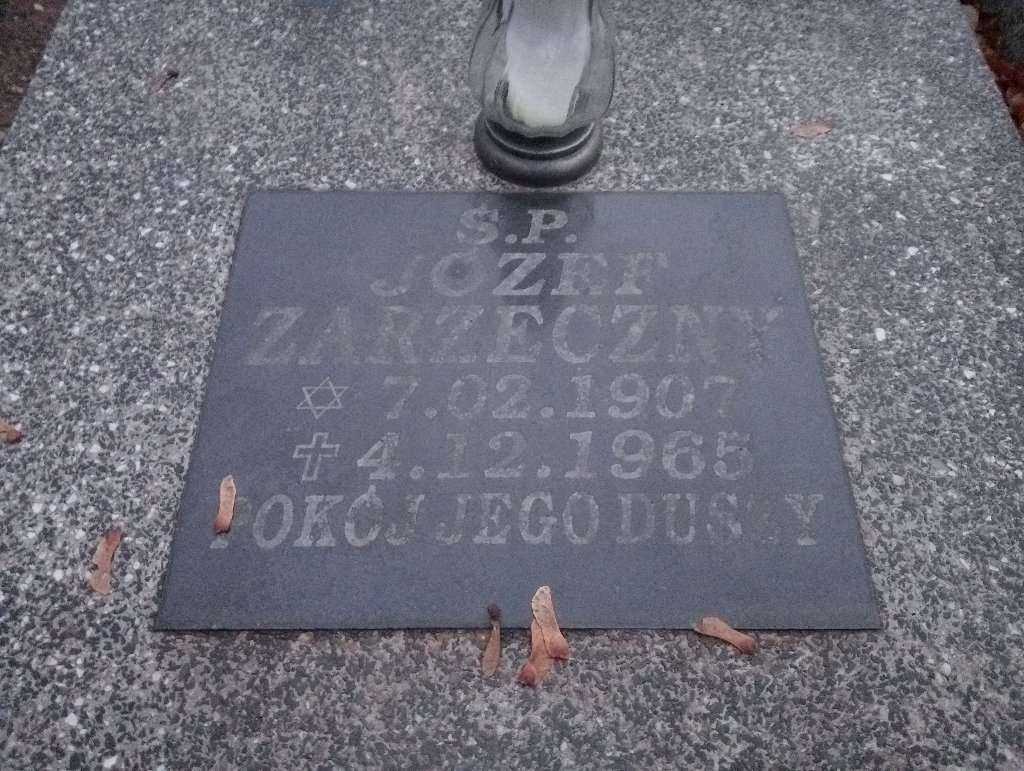 Ś.P.
JÓZEF
ZARZECZNY
✡ 7.02.1907
✝ 4.12.1965
POKÓJ JEGO DUSZY